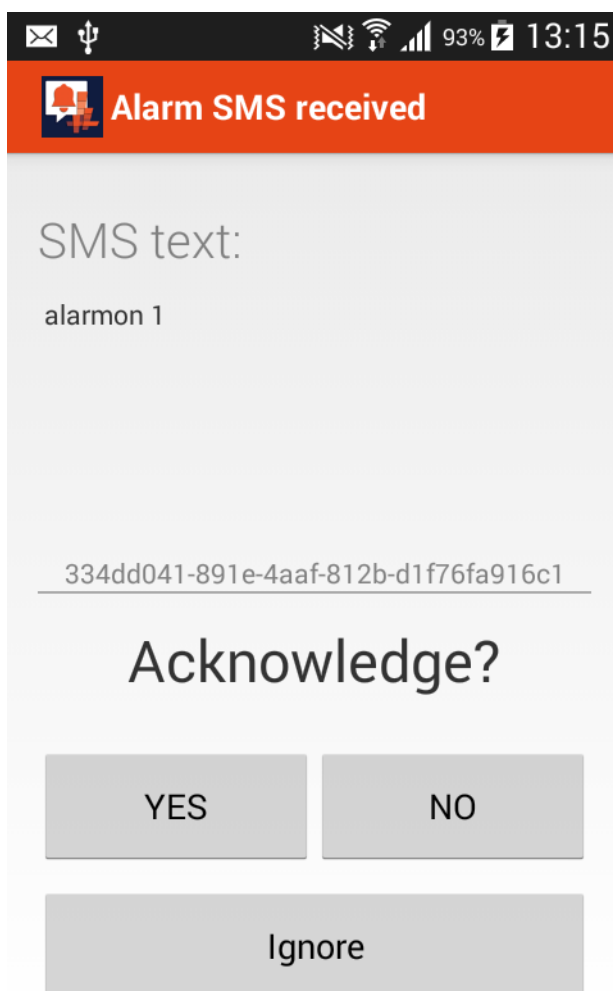 93% 13:15
Alarm SMS received
SMS text:
alarmon 1
334dd041-891e-4aaf-812b-d1f76fa916c1
Acknowledge?
YES NO
Ignore